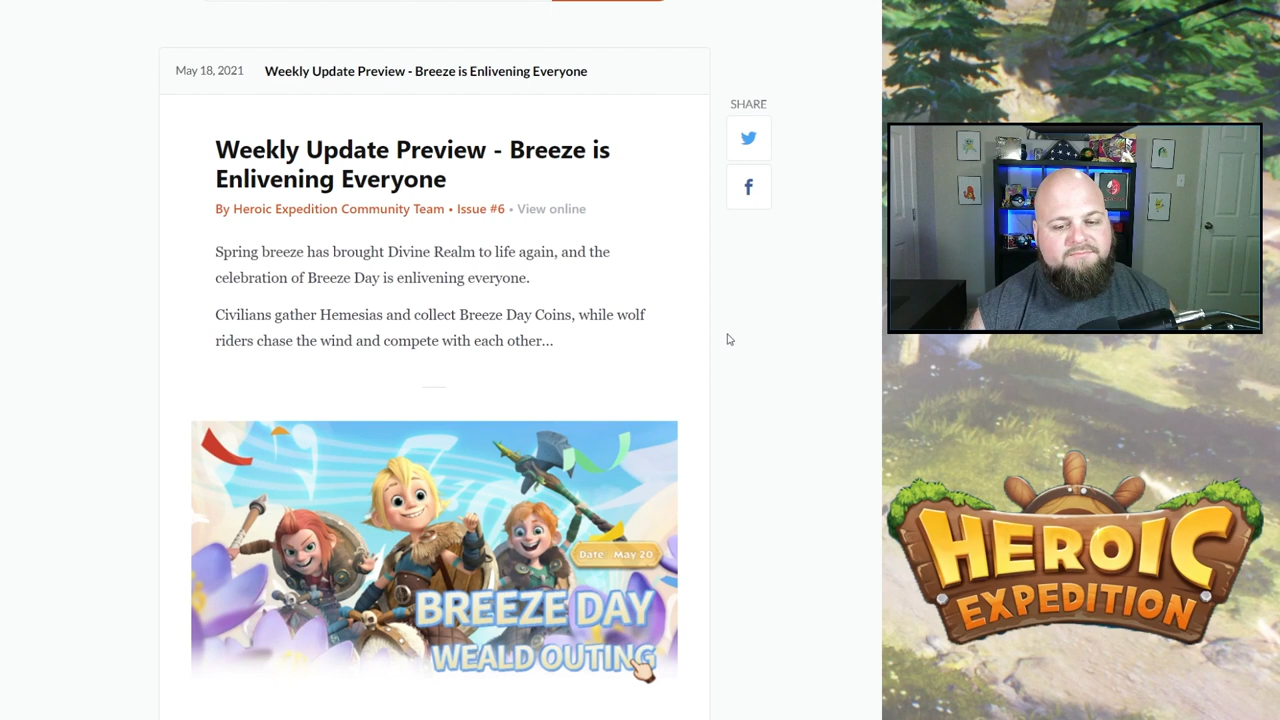 May 18, 2021 Weekly Update Preview - Breeze is Enlivening Everyone
SHARE
Weekly Update Preview - Breeze is
Enlivening Everyone
By Heroic Expedition Community Team • Issue #6 • View online
Spring breeze has brought Divine Realm to life again, and the
celebration of Breeze Day is enlivening everyone.
Civilians gather Hemesias and collect Breeze Day Coins, while wolf
riders chase the wind and compete with each other...
Date: May 20
BREEZE DAY
WEALD OUTING
HEROIC
EXPEDITION